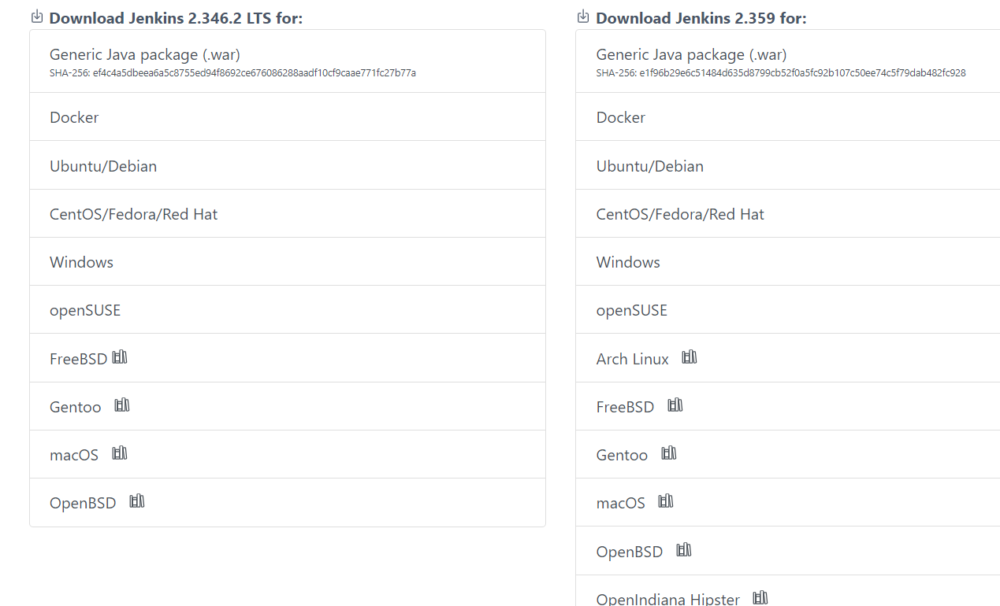 Download Jenkins 2.346.2 LTS for:
Generic Java package (.war)
SHA-256: ef4c4a5dbeea6a5c8755ed94f8692ce676086288aadf10cf9caae771fc27b77a
Docker
Ubuntu/Debian
CentOS/Fedora/Red Hat
Windows
openSUSE
FreeBSD
Gentoo
macOS
OpenBSD
Download Jenkins 2.359 for:
Generic Java package (.war)
SHA-256: e1f96b29e6c51484d635d8799cb52f0a5fc92b107c50ee74c5f79dab482fc928
Docker
Ubuntu/Debian
CentOS/Fedora/Red Hat
Windows
openSUSE
Arch Linux
FreeBSD
Gentoo
macOS
OpenBSD
OpenIndiana Hipster